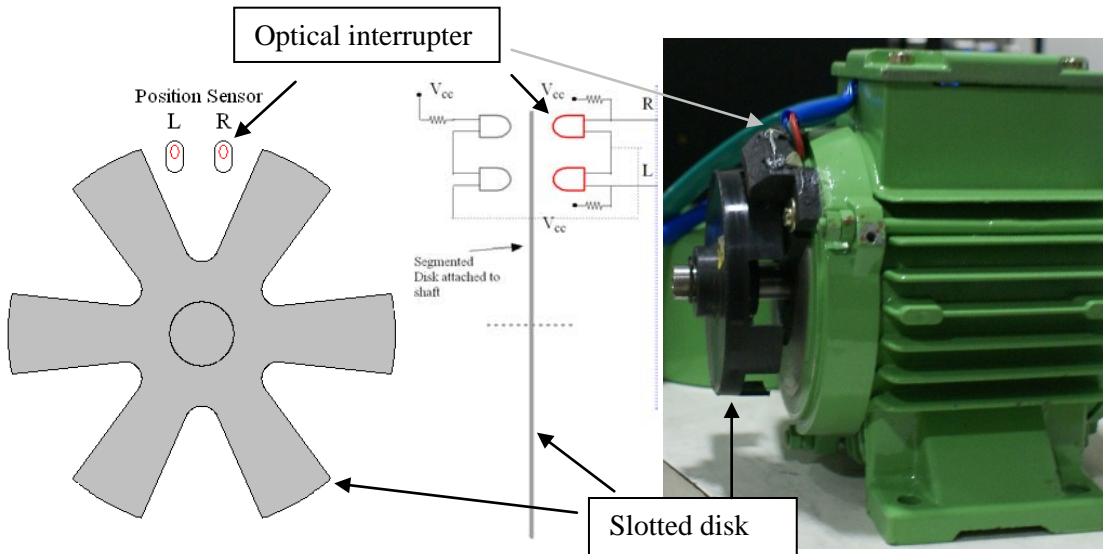 Optical interrupter
Position Sensor
L R
Vcc
Vcc
R
L
Vcc
Segmented
Disk attached to
shaft
Slotted disk